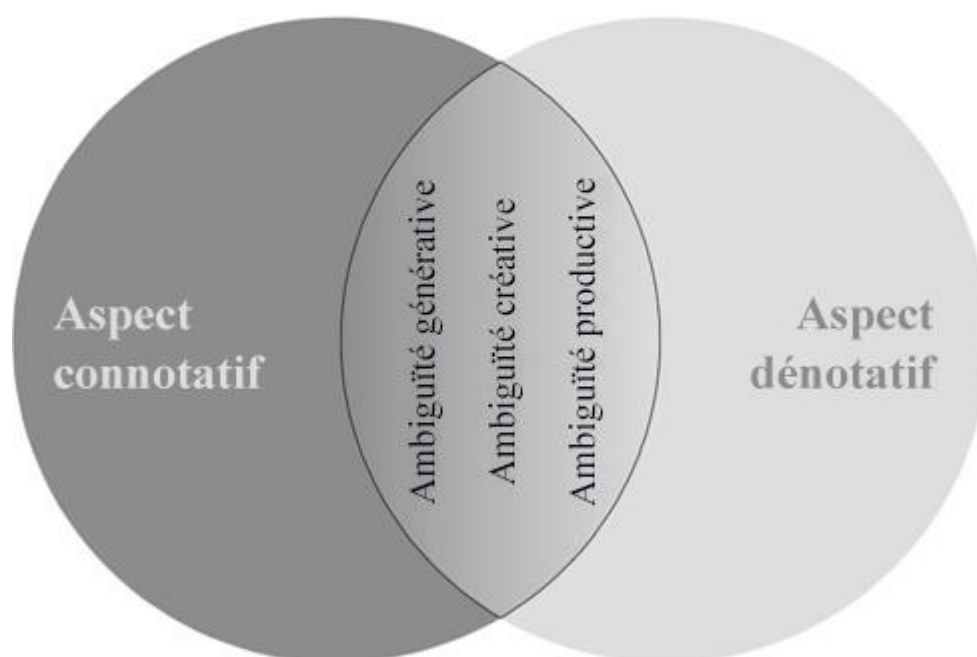 Aspect
connotatif
Ambiguïté générative
Ambiguïté créative
Ambiguïté productive
Aspect
dénotatif